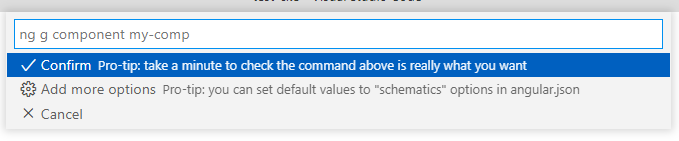 ng g component my-comp
Confirm Pro-tip: take a minute to check the command above is really what you want
Add more options Pro-tip: you can set default values to "schematics" options in angular.json
Cancel